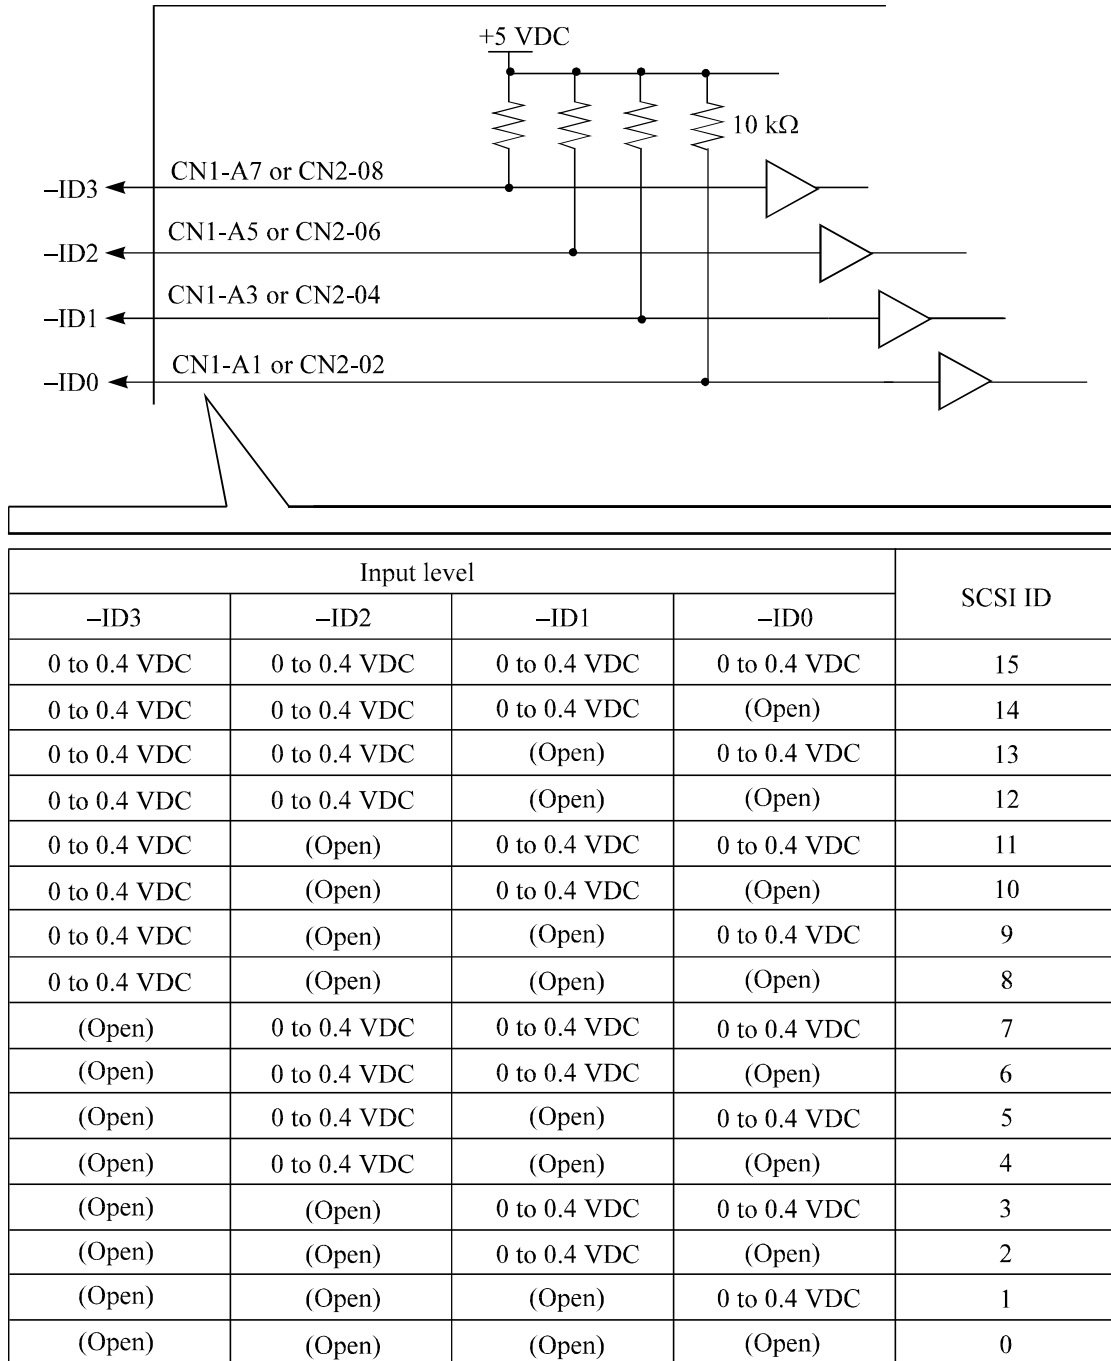 +5 VDC
10 kΩ
CN1-A7 or CN2-08
–ID3
CN1-A5 or CN2-06
–ID2
CN1-A3 or CN2-04
–ID1
CN1-A1 or CN2-02
–ID0
Input level SCSI ID
–ID3 –ID2 –ID1 –ID0
0 to 0.4 VDC 0 to 0.4 VDC 0 to 0.4 VDC 0 to 0.4 VDC 15
0 to 0.4 VDC 0 to 0.4 VDC 0 to 0.4 VDC (Open) 14
0 to 0.4 VDC 0 to 0.4 VDC (Open) 0 to 0.4 VDC 13
0 to 0.4 VDC 0 to 0.4 VDC (Open) (Open) 12
0 to 0.4 VDC (Open) 0 to 0.4 VDC 0 to 0.4 VDC 11
0 to 0.4 VDC (Open) 0 to 0.4 VDC (Open) 10
0 to 0.4 VDC (Open) (Open) 0 to 0.4 VDC 9
0 to 0.4 VDC (Open) (Open) (Open) 8
(Open) 0 to 0.4 VDC 0 to 0.4 VDC 0 to 0.4 VDC 7
(Open) 0 to 0.4 VDC 0 to 0.4 VDC (Open) 6
(Open) 0 to 0.4 VDC (Open) 0 to 0.4 VDC 5
(Open) 0 to 0.4 VDC (Open) (Open) 4
(Open) (Open) 0 to 0.4 VDC 0 to 0.4 VDC 3
(Open) (Open) 0 to 0.4 VDC (Open) 2
(Open) (Open) (Open) 0 to 0.4 VDC 1
(Open) (Open) (Open) (Open) 0